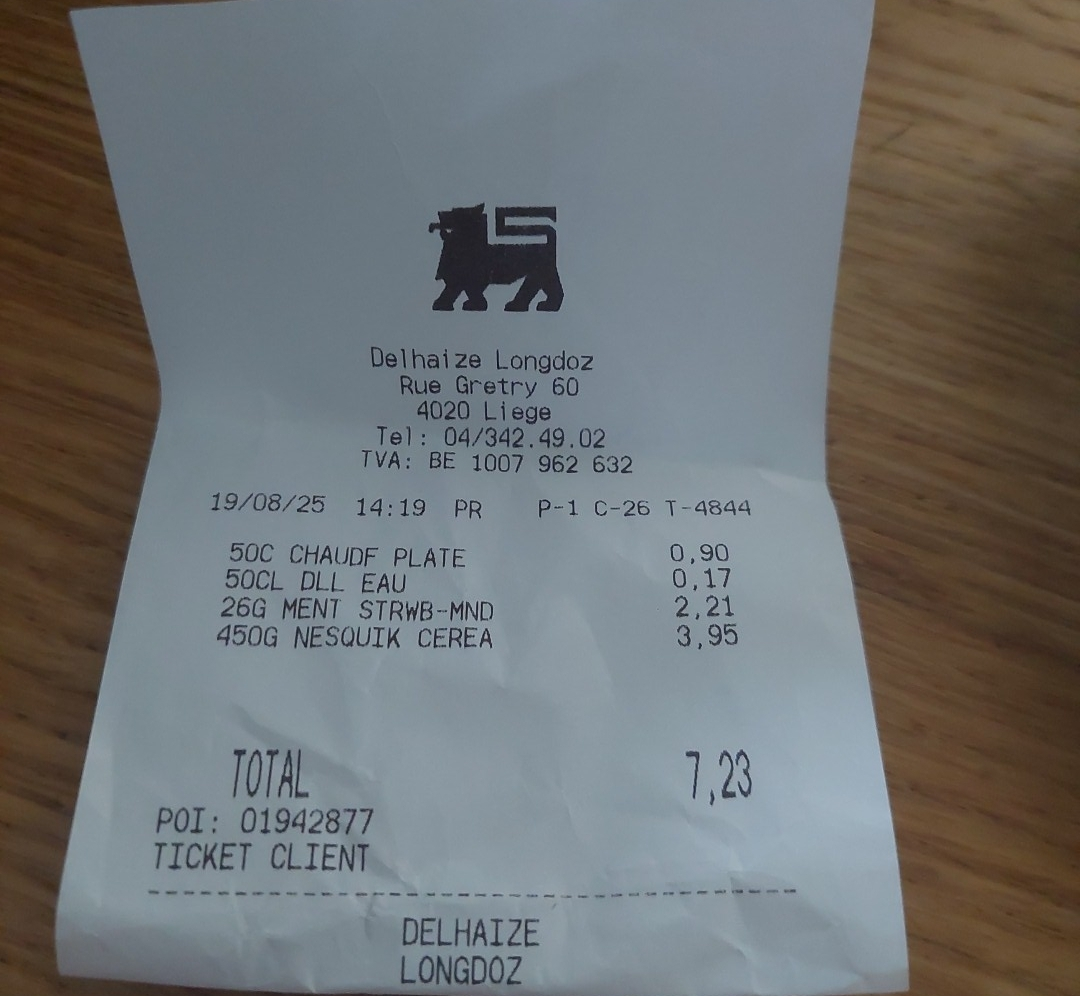 Delhaize Longdoz
Rue Gretry 60
4020 Liege
Tel: 04/342.49.02
TVA: BE 1007 962 632
19/08/25 14:19 PR P-1 C-26 T-4844
50C CHAUDF PLATE 0,90
50CL DLL EAU 0,17
26G MENT STRWB-MND 2,21
450G NESQUIK CEREA 3,95
TOTAL 7,23
POI: 01942877
TICKET CLIENT
DELHAIZE
LONGDOZ